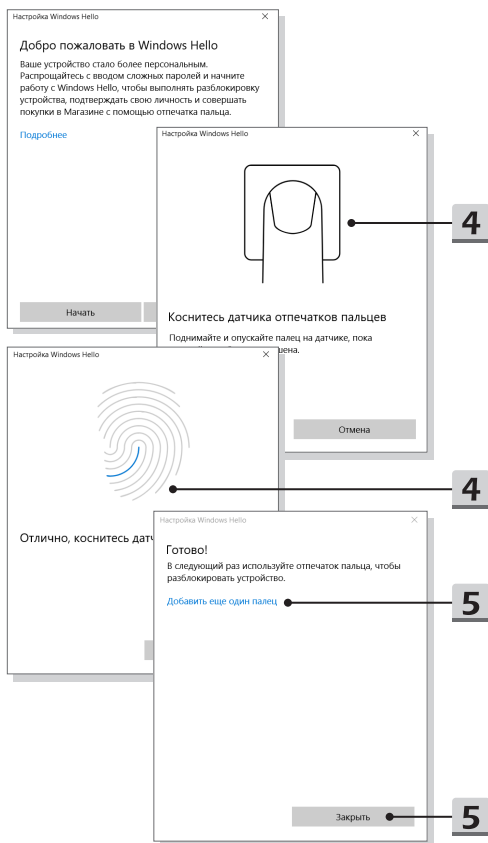 Настройка Windows Hello
Добро пожаловать в Windows Hello
Ваше устройство стало более персональным.
Распрощайтесь с вводом сложных паролей и начните
работу с Windows Hello, чтобы выполнять разблокировку
устройства, подтверждать свою личность и совершать
покупки в Магазине с помощью отпечатка пальца.
Подробнее
Начать
Настройка Windows Hello
4
Коснитесь датчика отпечатков пальцев
Поднимайте и опускайте палец на датчике, пока
Отмена
Настройка Windows Hello
4
Отлично, коснитесь
Настройка Windows Hello
Готово!
В следующий раз используйте отпечаток пальца, чтобы
разблокировать устройство.
Добавить еще один палец
5
Закрыть
5